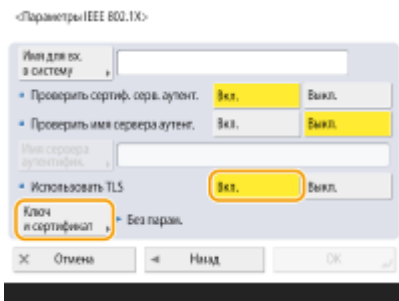 <Параметры IEEE 802.1X>
Имя для вх.
в систему
Проверить сертиф. серв. аутент.
Вкл.
Выкл.
Проверить имя сервера аутент.
Вкл.
Выкл.
Имя сервера
аутентифик.
Использовать TLS
Вкл.
Выкл.
Ключ
и сертификат
Без парам.
Отмена
Назад
OK